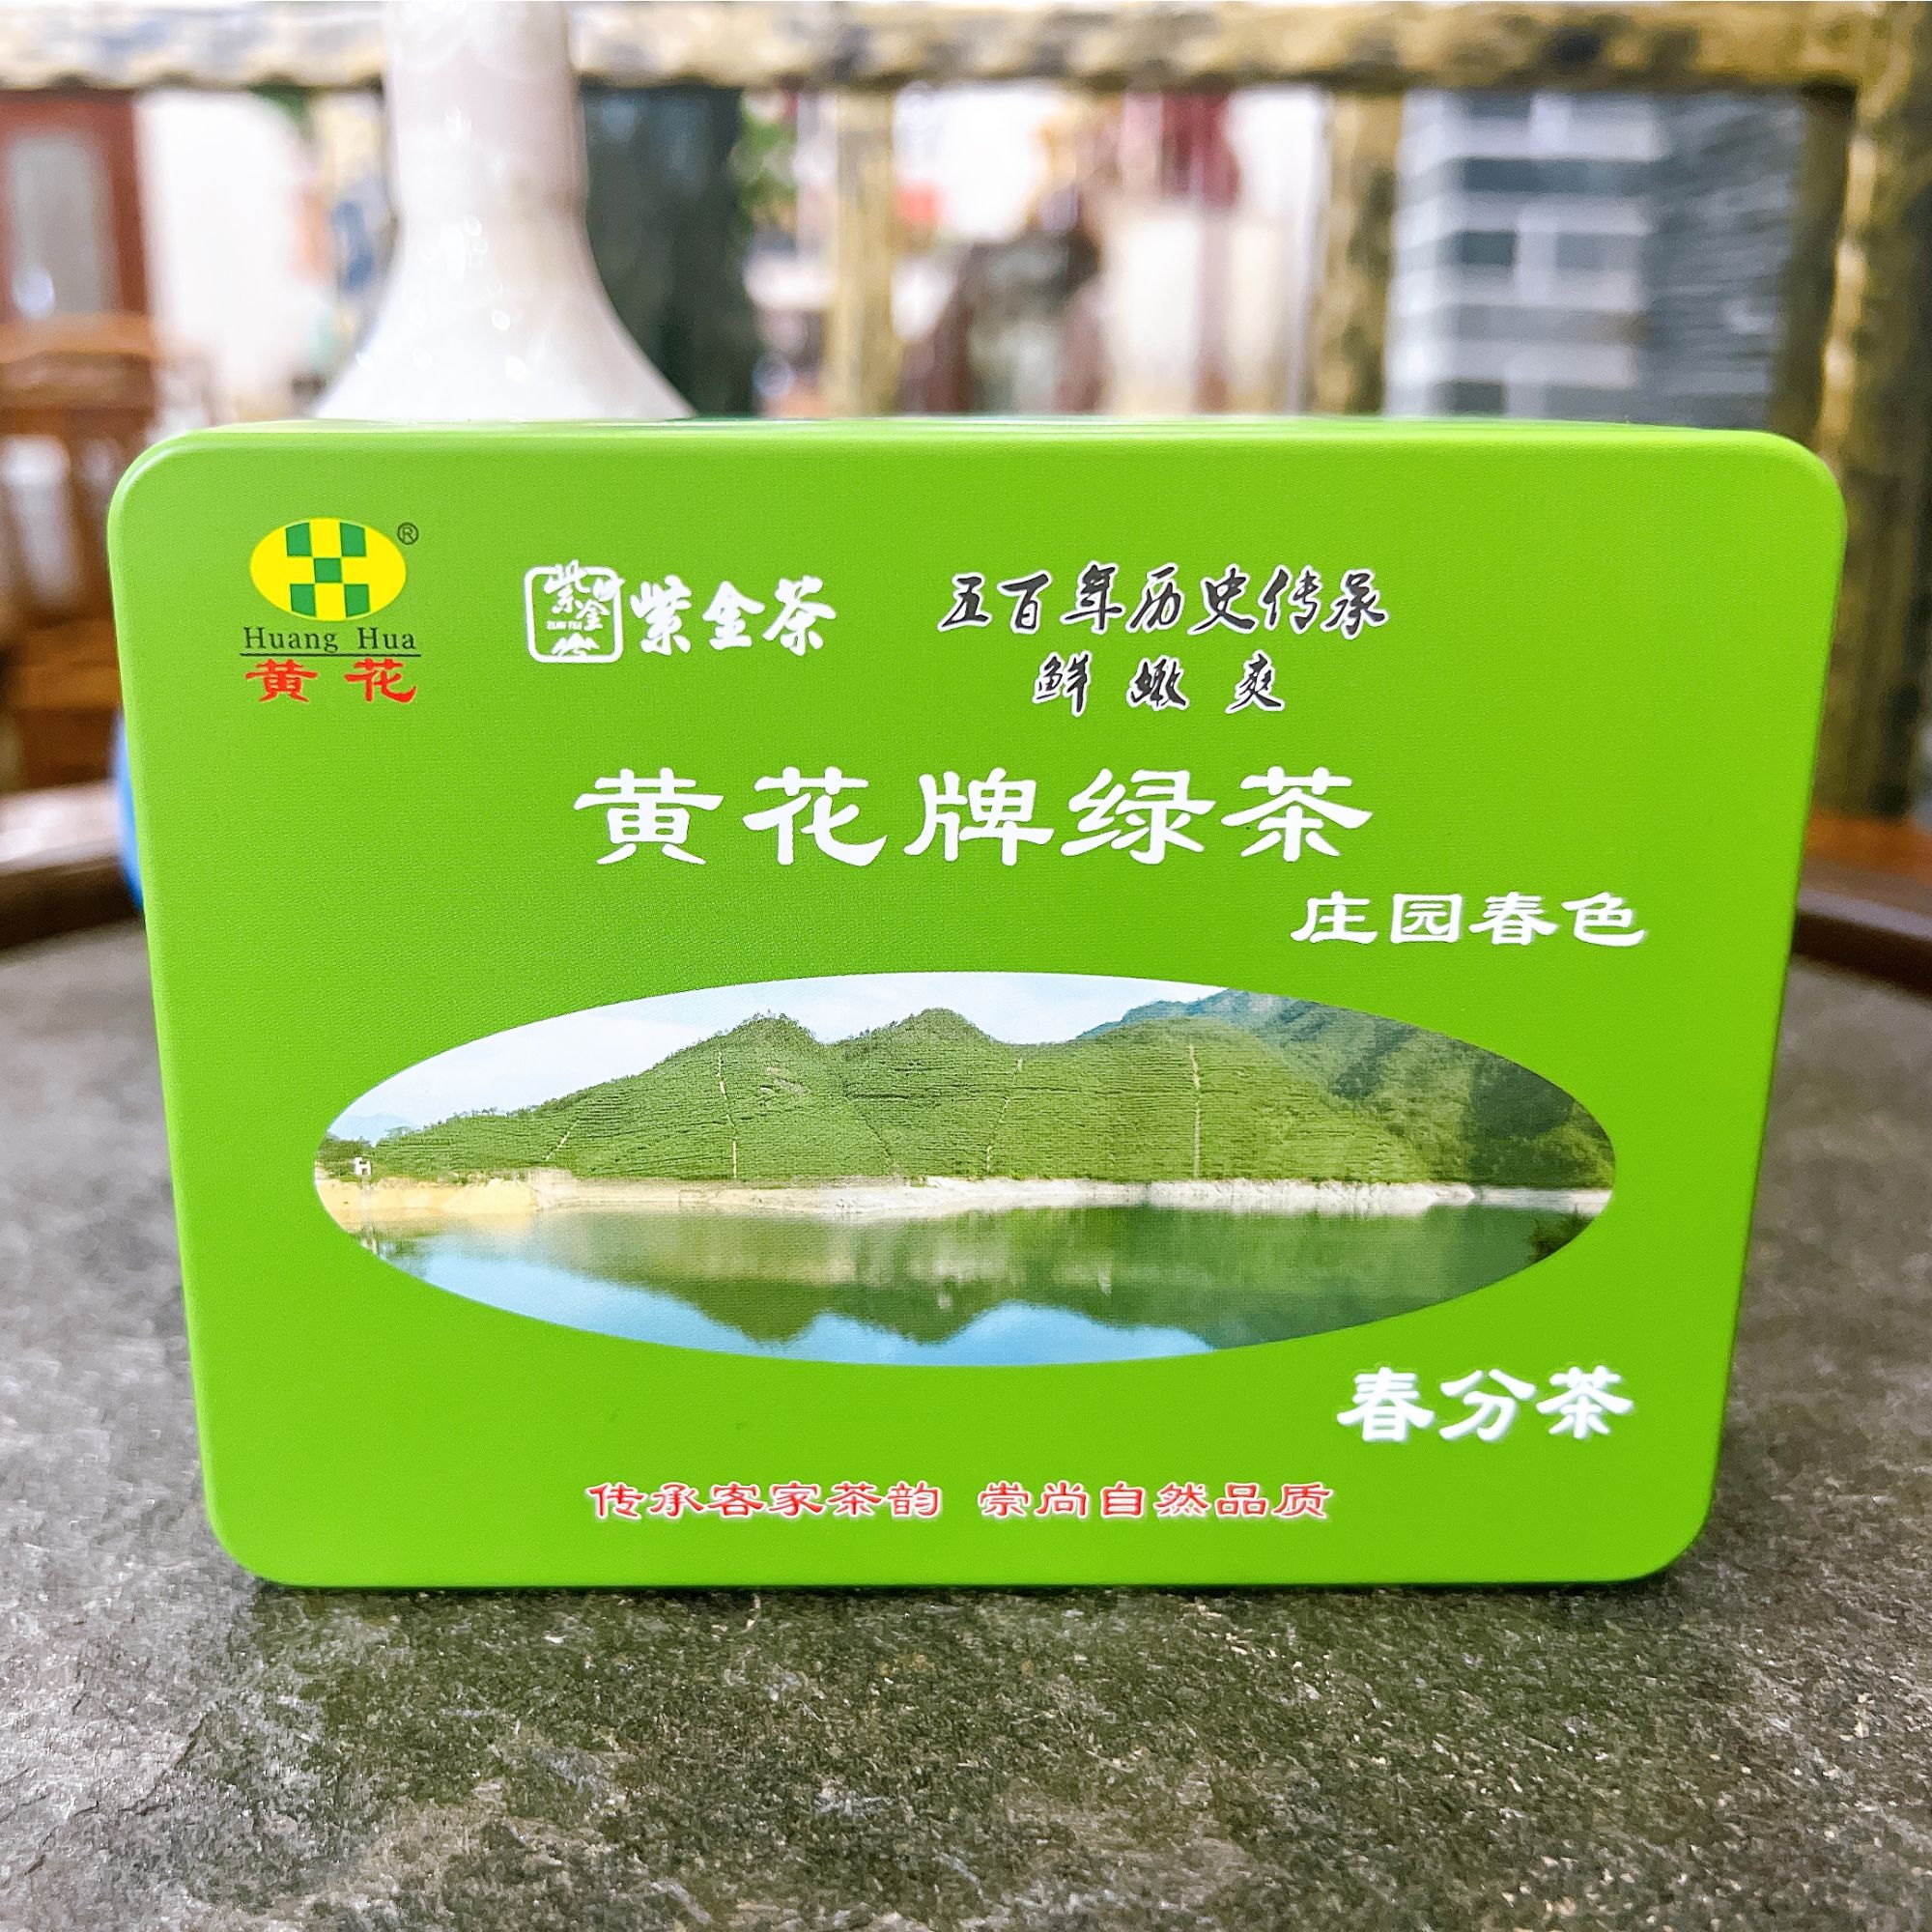 ®
Huang Hua
黄花
紫金
紫金茶
五百年历史传承
鲜嫩爽
黄花牌绿茶
庄园春色
春分茶
传承客家茶韵 崇尚自然品质